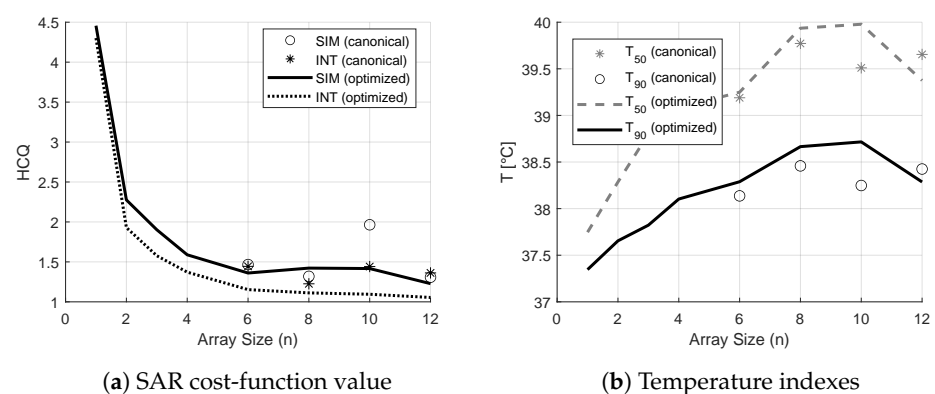 4.5
4
3.5
3
2.5
2
1.5
1
HCQ
SIM (canonical)
INT (canonical)
SIM (optimized)
INT (optimized)
0 2 4 6 8 10 12
Array Size (n)
(a) SAR cost-function value
40
39.5
39
38.5
38
37.5
37
T [°C]
T50 (canonical)
T90 (canonical)
T50 (optimized)
T90 (optimized)
0 2 4 6 8 10 12
Array Size (n)
(b) Temperature indexes